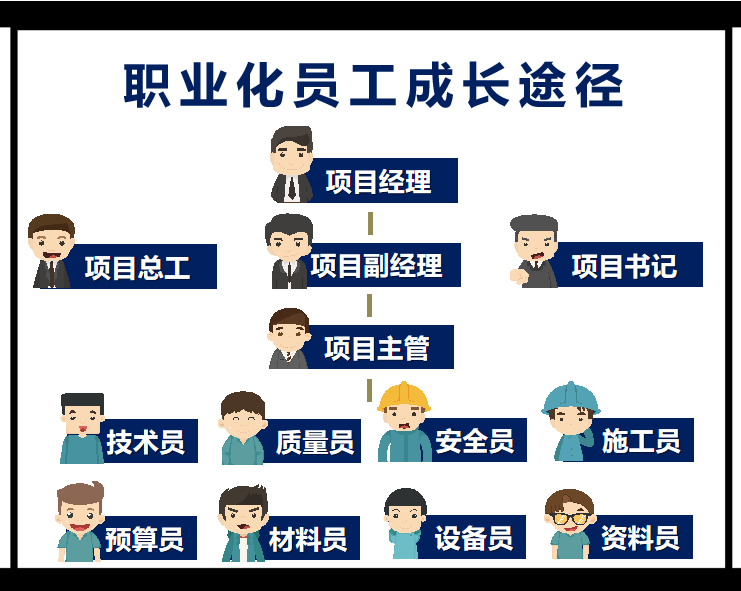 职业化员工成长途径
项目经理
项目总工
项目副经理
项目书记
项目主管
技术员
质量员
安全员
施工员
预算员
材料员
设备员
资料员